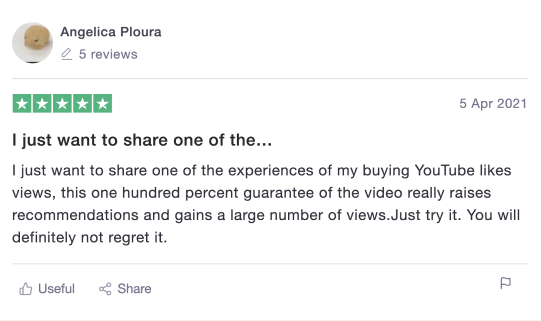 Angelica Ploura
5 reviews
5 Apr 2021
I just want to share one of the...
I just want to share one of the experiences of my buying YouTube likes
views, this one hundred percent guarantee of the video really raises
recommendations and gains a large number of views.Just try it. You will
definitely not regret it.
Useful
Share